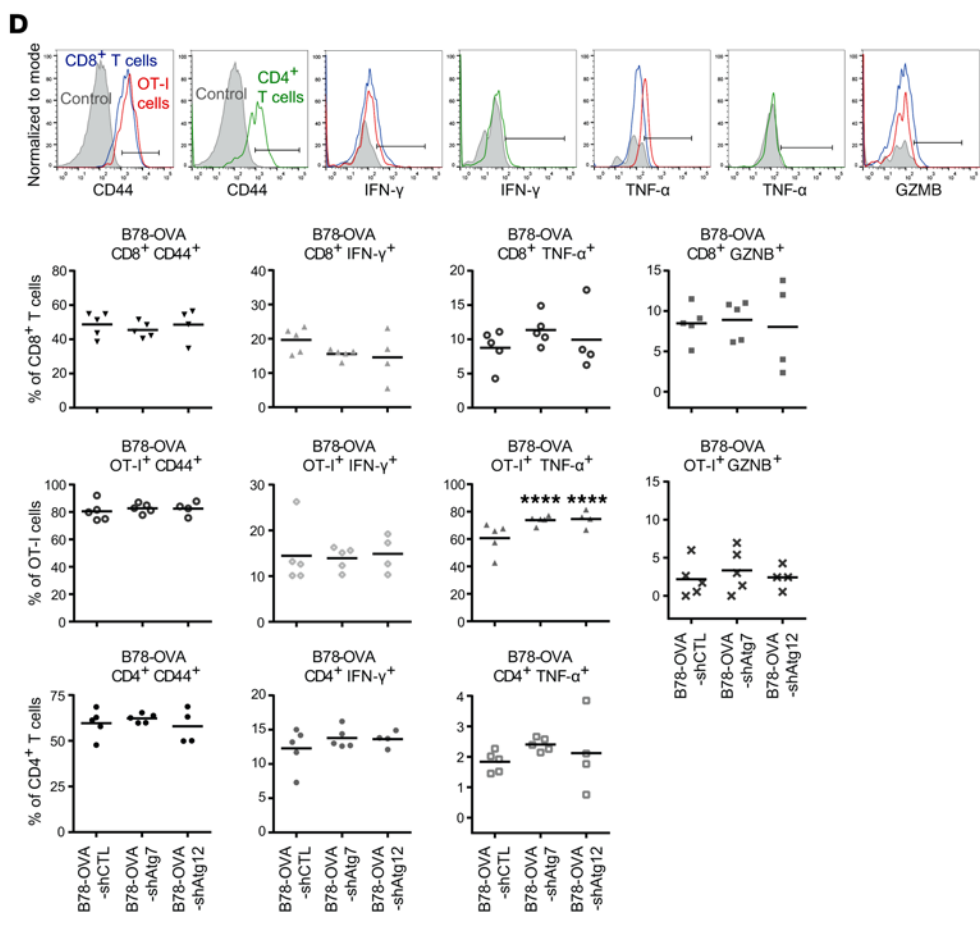 D
Normalized to mode
CD8+ T cells
Control
OT-I
cells
CD44
Control
CD4+
T cells
CD44
IFN-γ
IFN-γ
TNF-α
TNF-α
GZMB
B78-OVA
CD8+ CD44+
% of CD8+ T cells
80
60
40
20
0
B78-OVA
CD8+ IFN-γ+
40
30
20
10
0
B78-OVA
CD8+ TNF-α+
20
15
10
5
0
B78-OVA
CD8+ GZNB+
15
10
5
0
B78-OVA
OT-I+ CD44+
% of OT-I cells
100
80
60
40
20
0
B78-OVA
OT-I+ IFN-γ+
30
20
10
0
B78-OVA
OT-I+ TNF-α+
100
80
60
40
20
0
**** ****
B78-OVA
OT-I+ GZNB+
15
10
5
0
B78-OVA
-shCTL
B78-OVA
-shAtg7
B78-OVA
-shAtg12
B78-OVA
CD4+ CD44+
% of CD4+ T cells
75
50
25
0
B78-OVA
-shCTL
B78-OVA
-shAtg7
B78-OVA
-shAtg12
B78-OVA
CD4+ IFN-γ+
20
15
10
5
0
B78-OVA
-shCTL
B78-OVA
-shAtg7
B78-OVA
-shAtg12
B78-OVA
CD4+ TNF-α+
4
3
2
1
0
B78-OVA
-shCTL
B78-OVA
-shAtg7
B78-OVA
-shAtg12